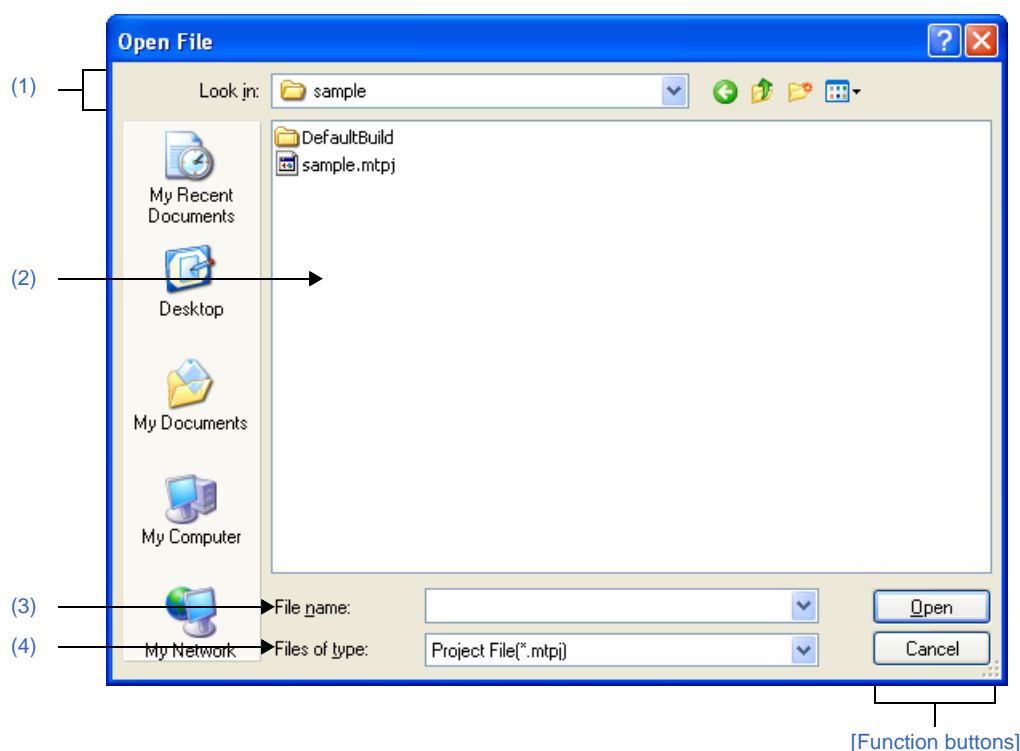 Open File
(1)
Look in:
sample
DefaultBuild
sample.mtpj
My Recent
Documents
(2)
Desktop
My Documents
My Computer
My Network
(3)
File name:
Open
(4)
Files of type:
Project File(*.mtpj)
Cancel
[Function buttons]